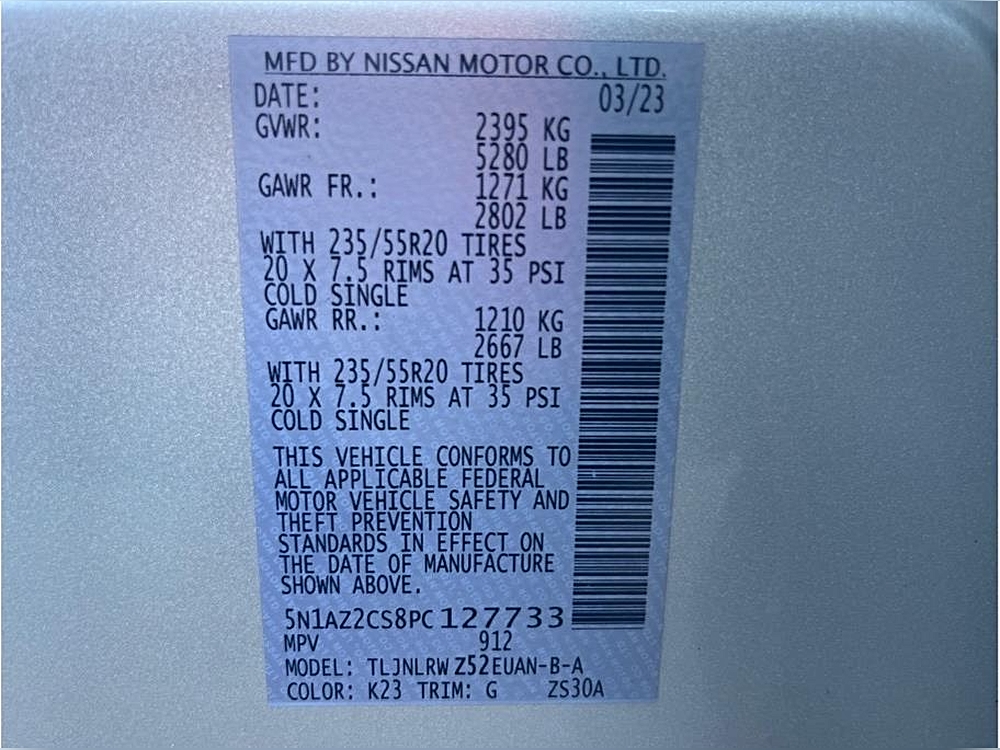 MFD BY NISSAN MOTOR CO., LTD.
DATE: 03/23
GVWR: 2395 KG
5280 LB
GAWR FR.: 1271 KG
2802 LB
WITH 235/55R20 TIRES
20 X 7.5 RIMS AT 35 PSI
COLD SINGLE
GAWR RR.: 1210 KG
2667 LB
WITH 235/55R20 TIRES
20 X 7.5 RIMS AT 35 PSI
COLD SINGLE
THIS VEHICLE CONFORMS TO
ALL APPLICABLE FEDERAL
MOTOR VEHICLE SAFETY AND
THEFT PREVENTION
STANDARDS IN EFFECT ON
THE DATE OF MANUFACTURE
SHOWN ABOVE.
5N1AZ2CS8PC127733
MPV 912
MODEL: TLJNLRWZ52EUAN-B-A
COLOR: K23 TRIM: G ZS30A